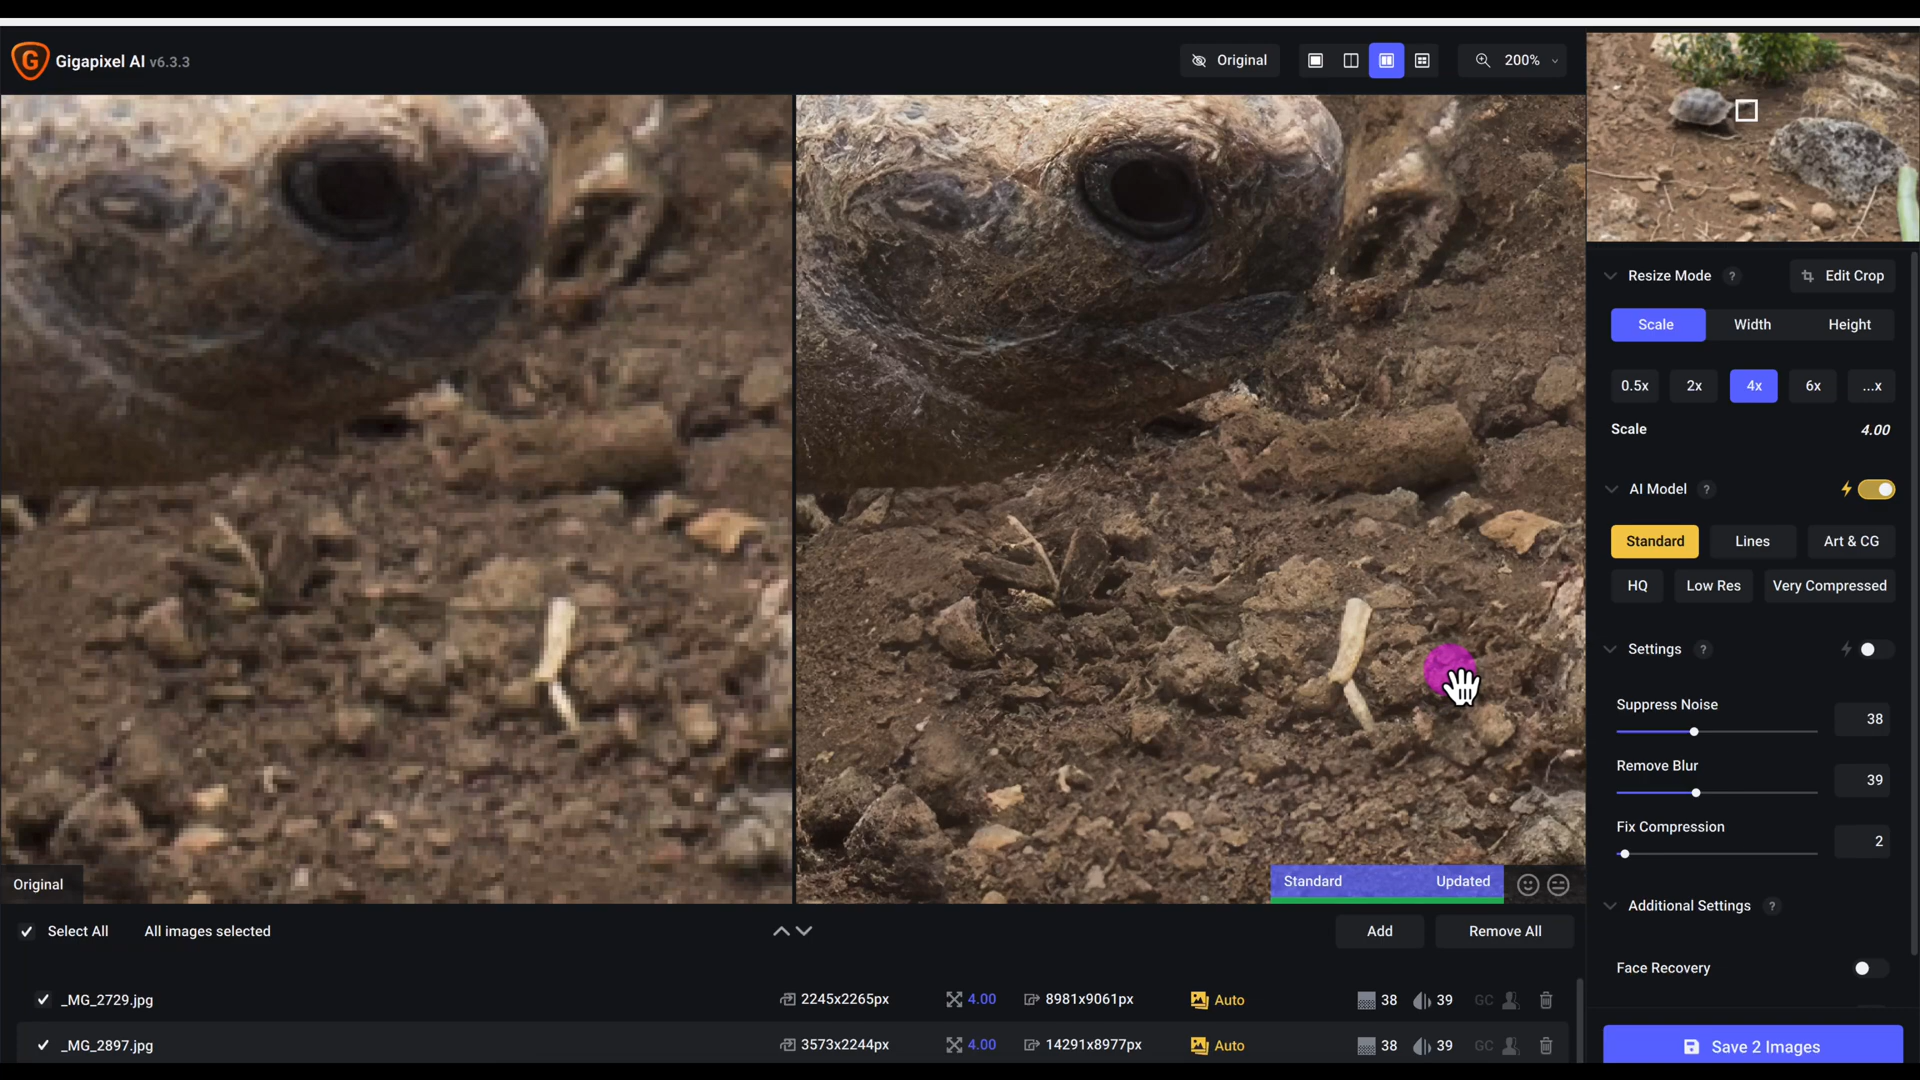 G Gigapixel AI v6.3.3
Original
200%
Resize Mode ? Edit Crop
Scale Width Height
0.5x 2x 4x 6x ...x
Scale 4.00
AI Model ?
Standard Lines Art & CG
HQ Low Res Very Compressed
Settings ?
Suppress Noise 38
Remove Blur 39
Fix Compression 2
Additional Settings ?
Face Recovery
Original
Standard Updated
Select All All images selected Add Remove All
_MG_2729.jpg 2245x2265px 4.00 8981x9061px Auto 38 39 GC
_MG_2897.jpg 3573x2244px 4.00 14291x8977px Auto 38 39 GC
Save 2 Images